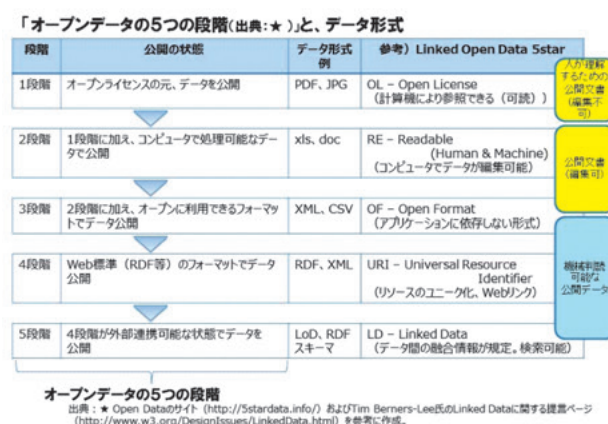 「オープンデータの5つの段階(出典:★)」と、データ形式
段階 公開の状態 データ形式例 参考）Linked Open Data 5star
1段階 オープンライセンスの元、データを公開 PDF、JPG OL – Open License
（計算機により参照できる（可読））
人が理解
するための
公開文書
（編集不
可）
2段階 1段階に加え、コンピュータで処理可能なデー
タで公開 xls、doc RE – Readable
(Human & Machine)
（コンピュータでデータが編集可能）
公開文書
（編集可）
3段階 2段階に加え、オープンに利用できるフォーマッ
トでデータ公開 XML、CSV OF – Open Format
（アプリケーションに依存しない形式）
4段階 Web標準（RDF等）のフォーマットでデータ
公開 RDF、XML URI – Universal Resource
Identifier
（リソースのユニーク化、Webリンク）
機械判読
可能な
公開データ
5段階 4段階が外部連携可能な状態でデータを
公開 LoD、RDF
スキーマ LD – Linked Data
（データ間の融合情報が規定。検索可能）
オープンデータの5つの段階
出典：★ Open Dataのサイト（http://5stardata.info/）およびTim Berners-Lee氏のLinked Dataに関する提言ページ
（http://www.w3.org/DesignIssues/LinkedData.html）を参考に作成。